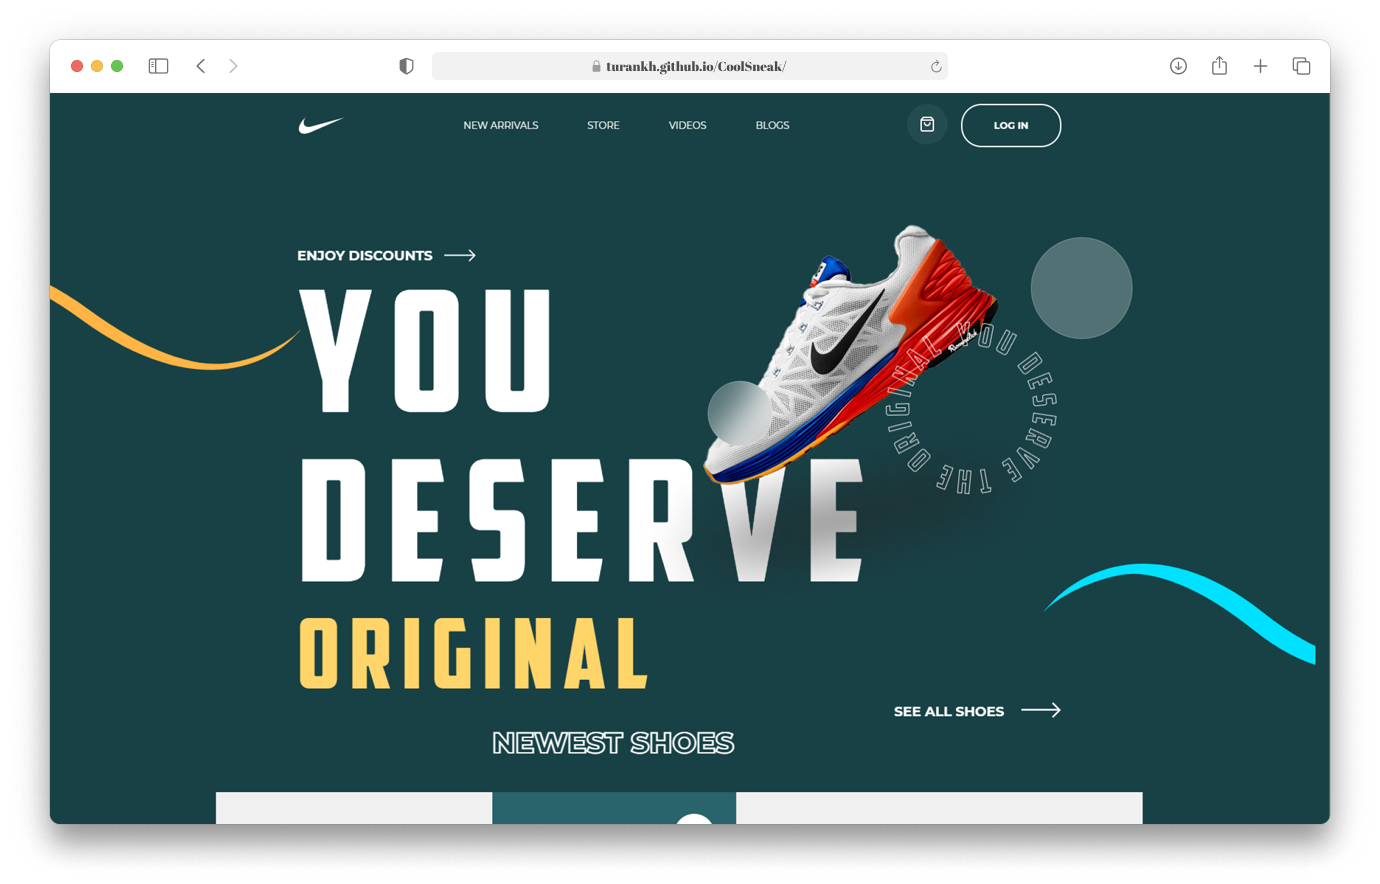 turankh.github.io/CoolSneak/
NEW ARRIVALS STORE VIDEOS BLOGS LOG IN
ENJOY DISCOUNTS
YOU
DESERVE
ORIGINAL
YOU DESERVE THE ORIGINAL
SEE ALL SHOES
NEWEST SHOES